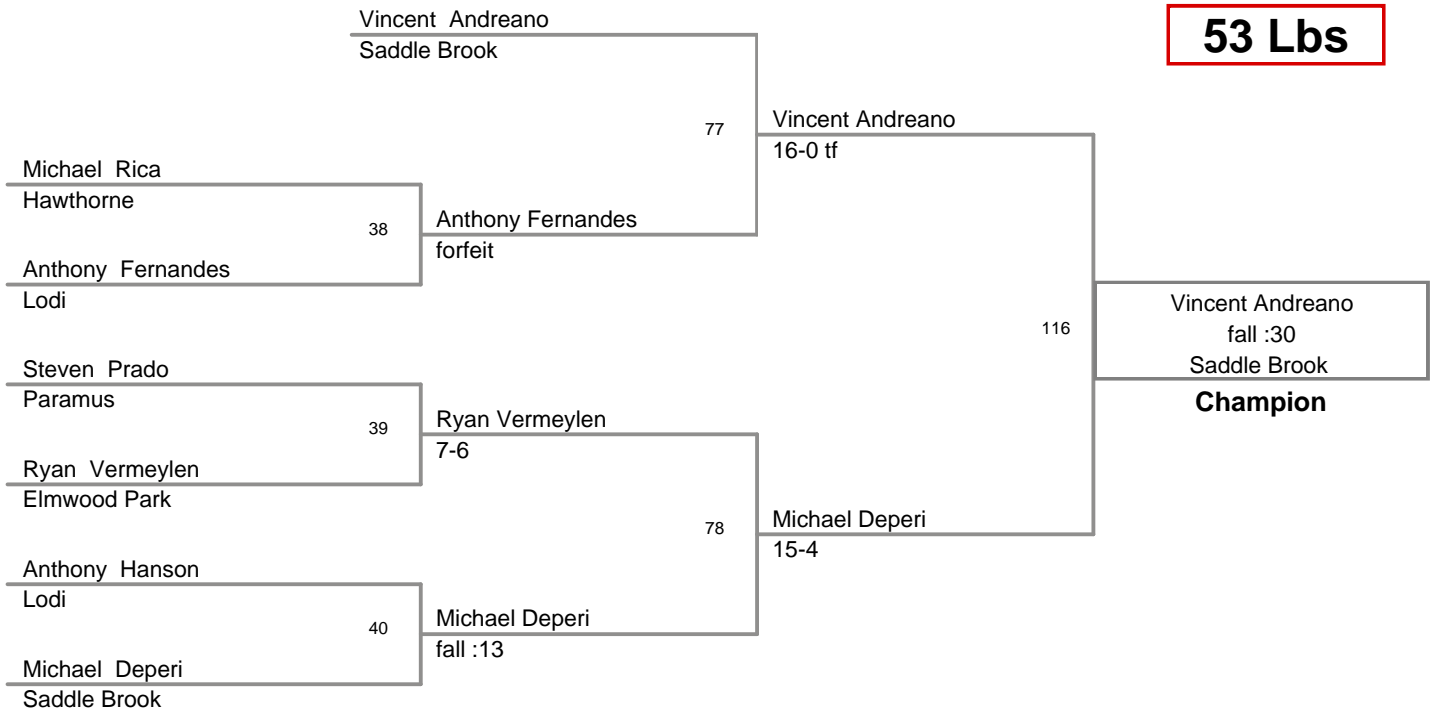 Vincent  Andreano
Saddle Brook
53 Lbs
77
Vincent Andreano
16-0 tf
Michael  Rica
Hawthorne
38
Anthony Fernandes
forfeit
Anthony  Fernandes
Lodi
116
Vincent Andreano
fall :30
Saddle Brook
Champion
Steven  Prado
Paramus
39
Ryan Vermeylen
7-6
Ryan  Vermeylen
Elmwood Park
78
Michael Deperi
15-4
Anthony  Hanson
Lodi
40
Michael Deperi
fall :13
Michael  Deperi
Saddle Brook